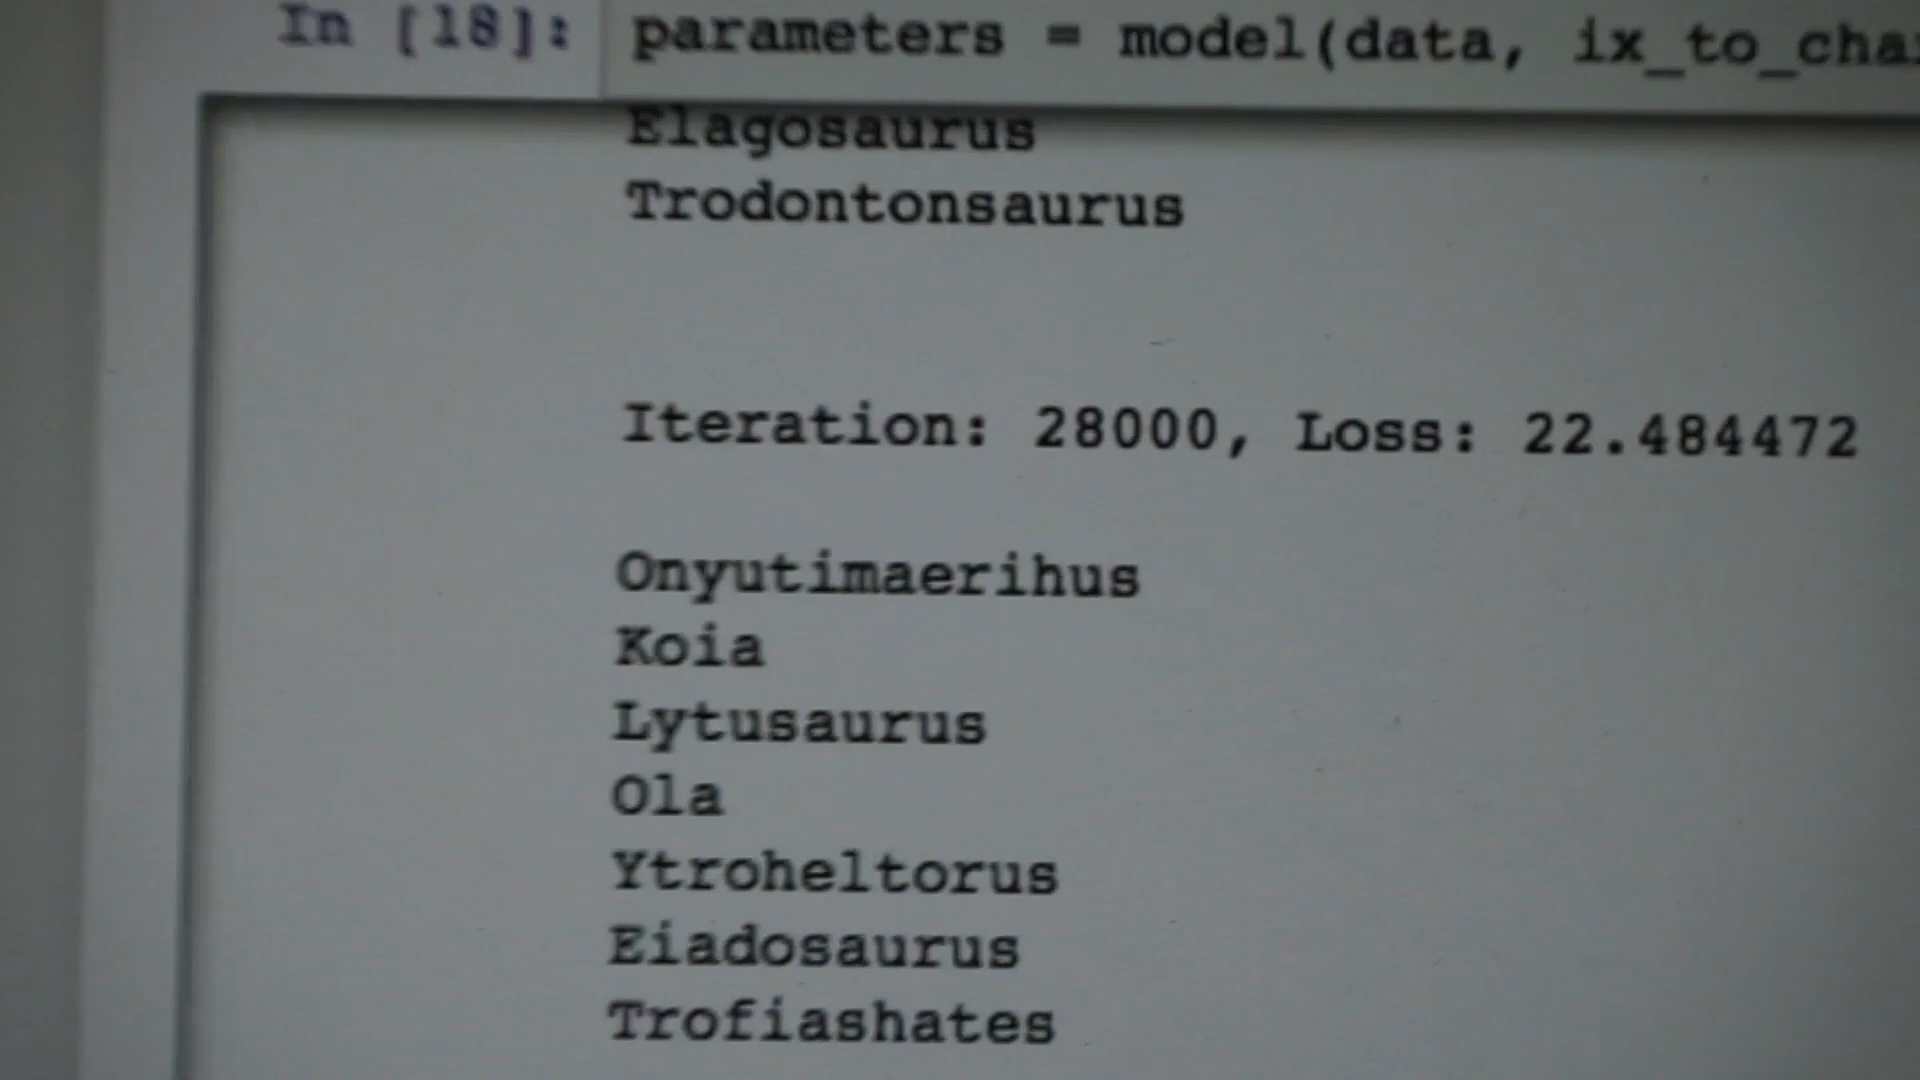 In [18]: parameters = model(data, ix_to_cha
Elagosaurus
Trodontonsaurus
Iteration: 28000, Loss: 22.484472
Onyutimaerihus
Koia
Lytusaurus
Ola
Ytroheltorus
Eiadosaurus
Trofiashates